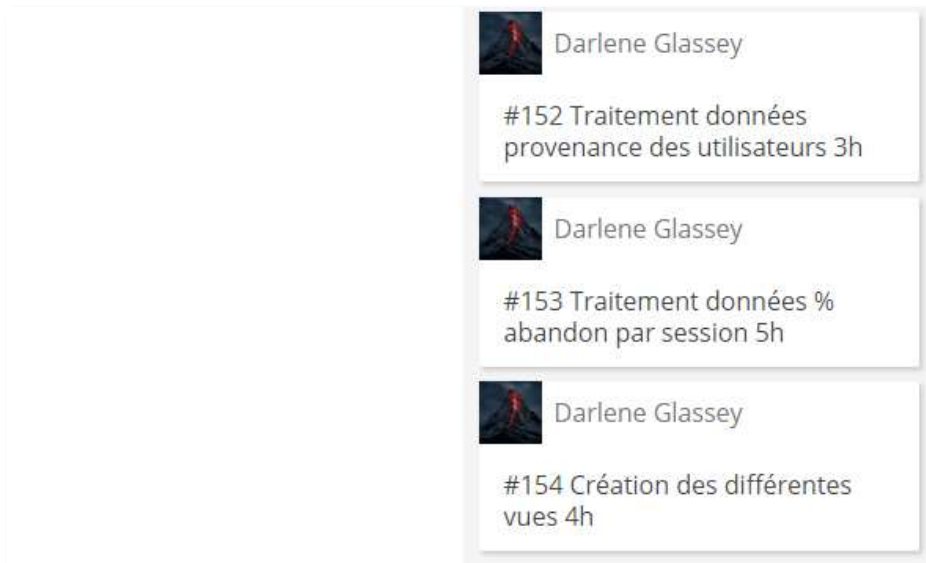 Darlene Glassey
#152 Traitement données
provenance des utilisateurs 3h
Darlene Glassey
#153 Traitement données %
abandon par session 5h
Darlene Glassey
#154 Création des différentes
vues 4h